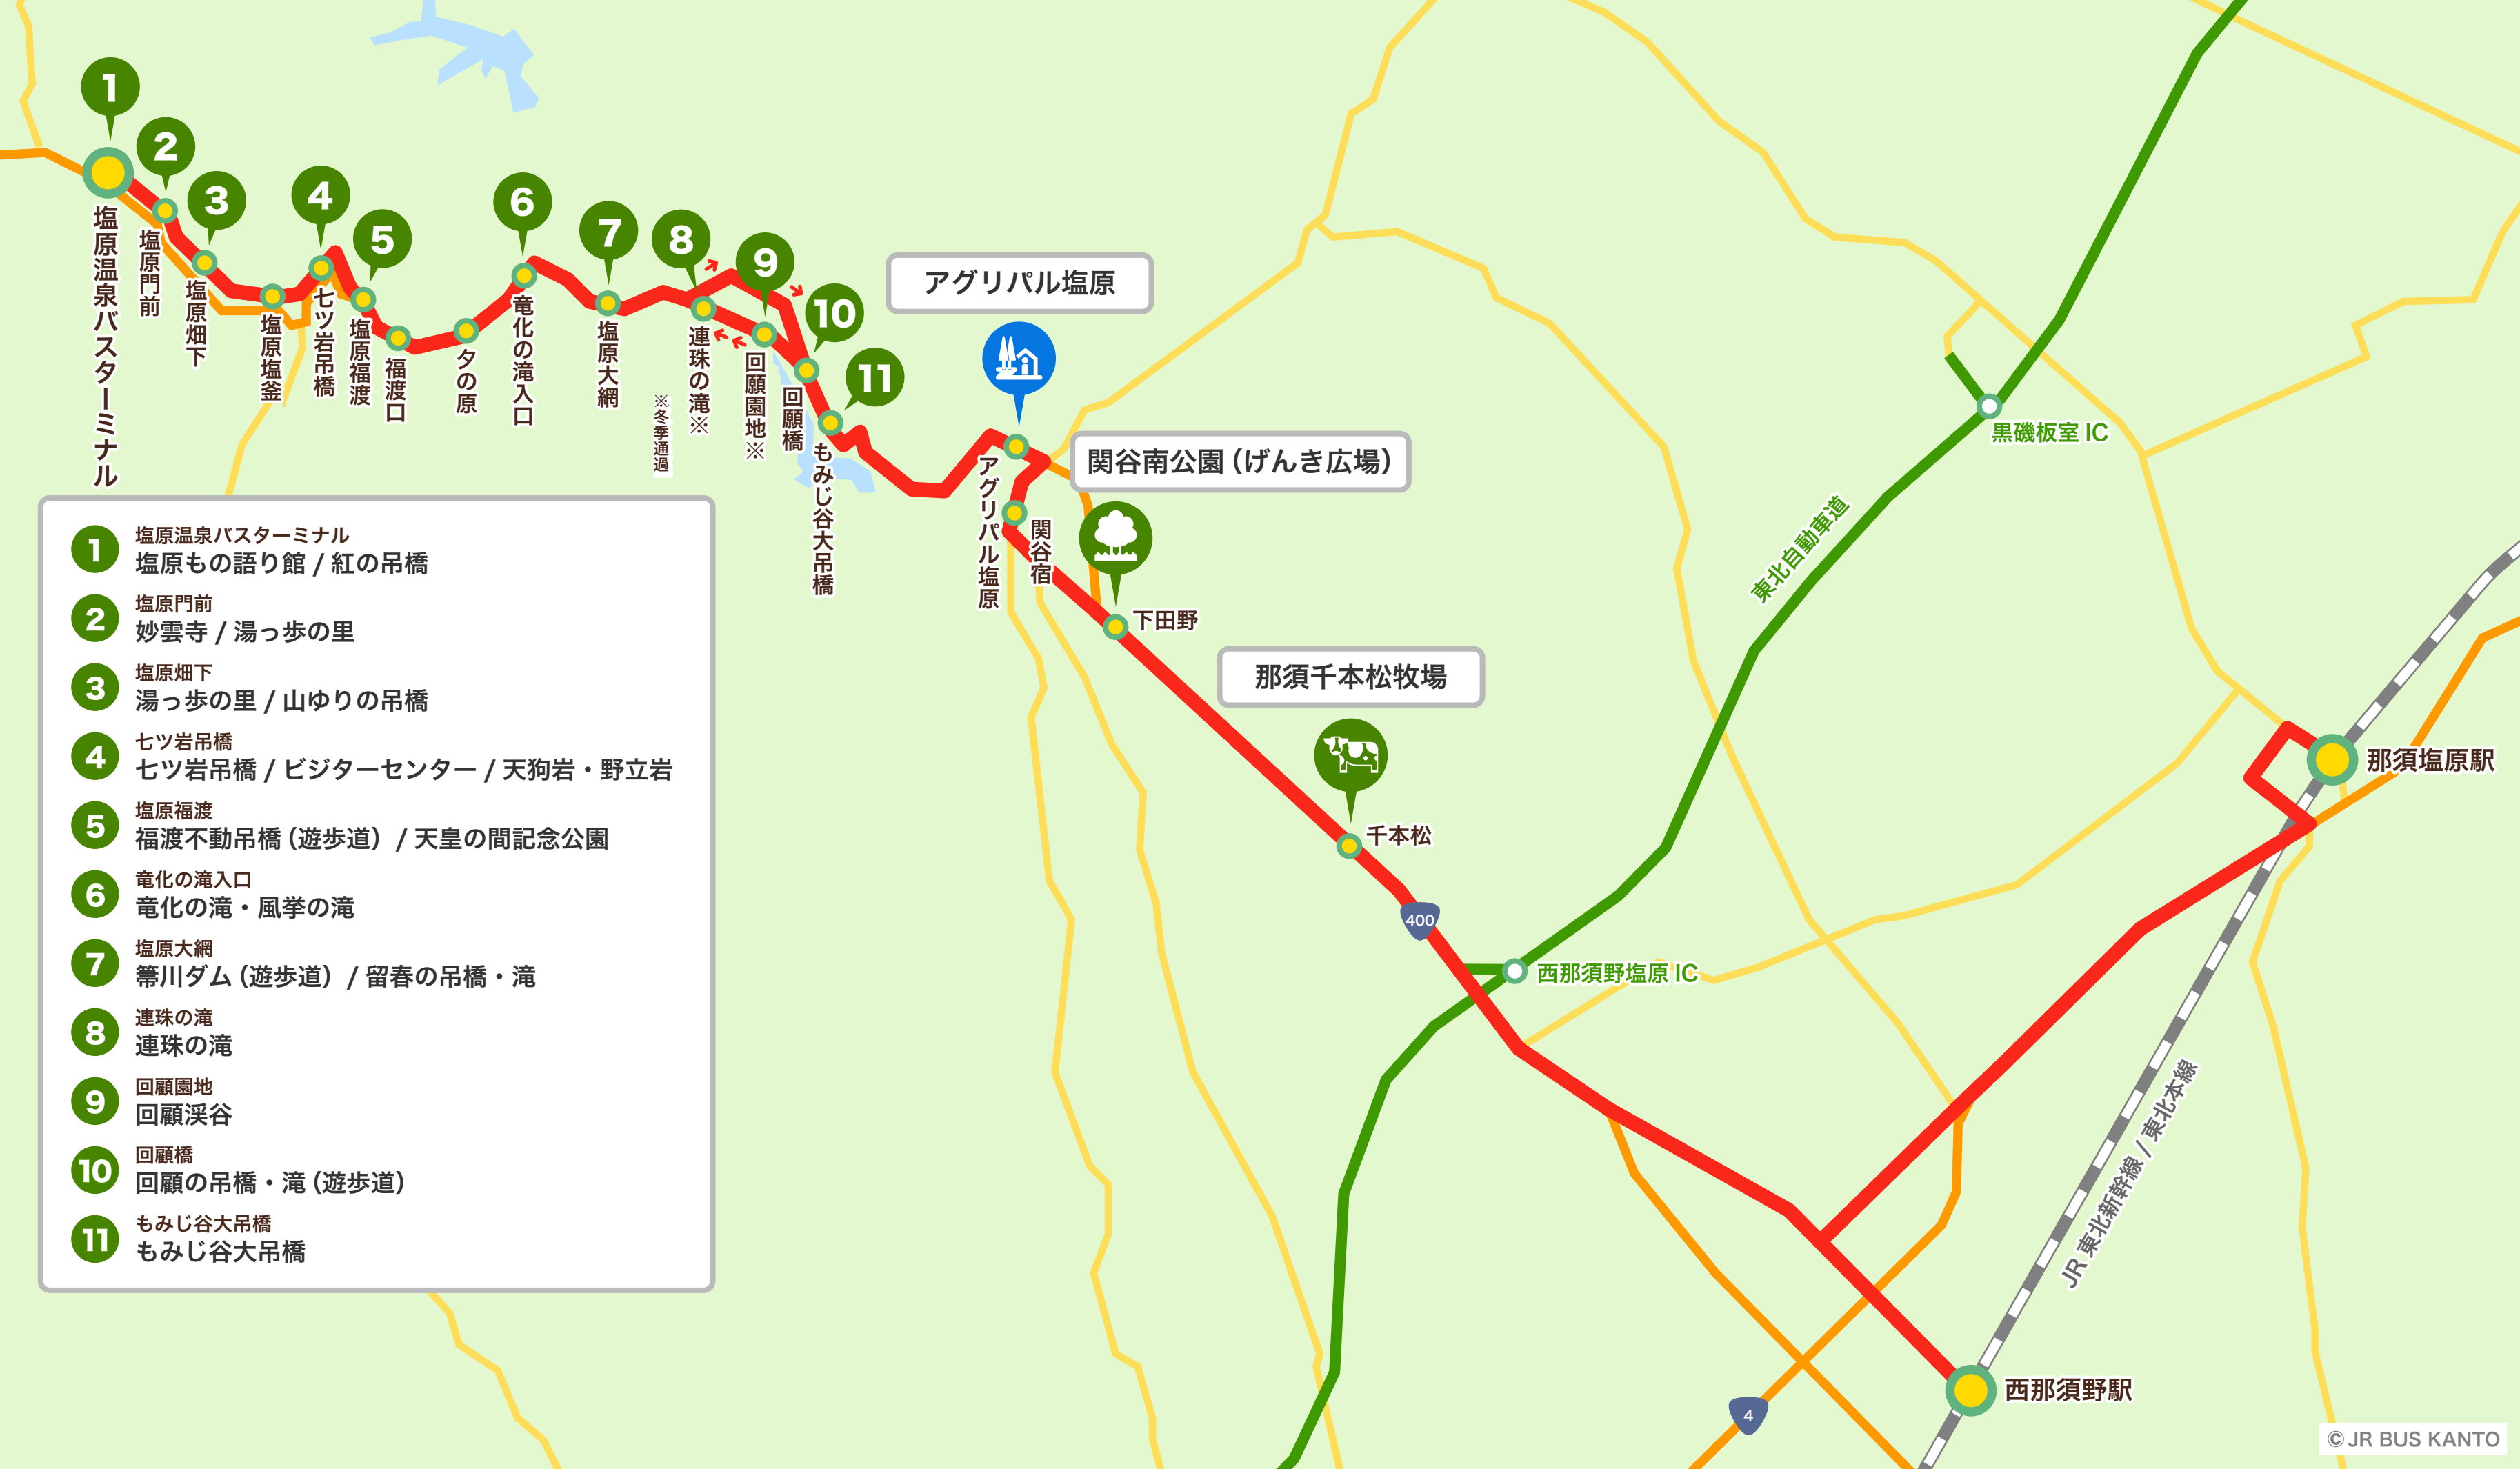 1
2
3
4
5
6
7
8
9
10
11
塩原温泉バスターミナル
塩原門前
塩原畑下
塩原塩釜
七ツ岩吊橋
塩原福渡
福渡口
夕の原
竜化の滝入口
塩原大網
※冬季通過
連珠の滝※
回顧園地※
回顧橋
もみじ谷大吊橋
アグリパル塩原
アグリパル塩原
関谷南公園（げんき広場）
関谷宿
下田野
那須千本松牧場
千本松
400
西那須野塩原 IC
東北自動車道
黒磯板室 IC
那須塩原駅
JR 東北新幹線 / 東北本線
西那須野駅
4
1
塩原温泉バスターミナル
塩原もの語り館 / 紅の吊橋
2
塩原門前
妙雲寺 / 湯っ歩の里
3
塩原畑下
湯っ歩の里 / 山ゆりの吊橋
4
七ツ岩吊橋
七ツ岩吊橋 / ビジターセンター / 天狗岩・野立岩
5
塩原福渡
福渡不動吊橋（遊歩道） / 天皇の間記念公園
6
竜化の滝入口
竜化の滝・風挙の滝
7
塩原大網
箒川ダム（遊歩道） / 留春の吊橋・滝
8
連珠の滝
連珠の滝
9
回顧園地
回顧渓谷
10
回顧橋
回顧の吊橋・滝（遊歩道）
11
もみじ谷大吊橋
もみじ谷大吊橋
©JR BUS KANTO